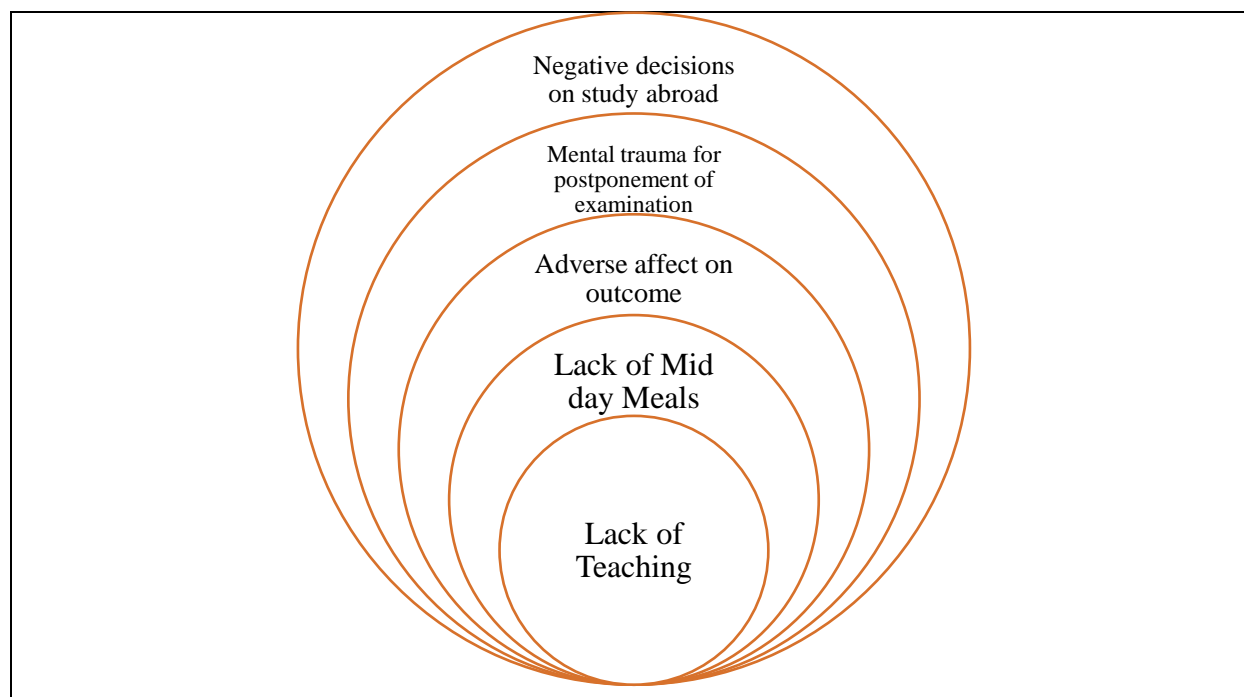 Negative decisions
on study abroad
Mental trauma for
postponement of
examination
Adverse affect on
outcome
Lack of Mid
day Meals
Lack of
Teaching